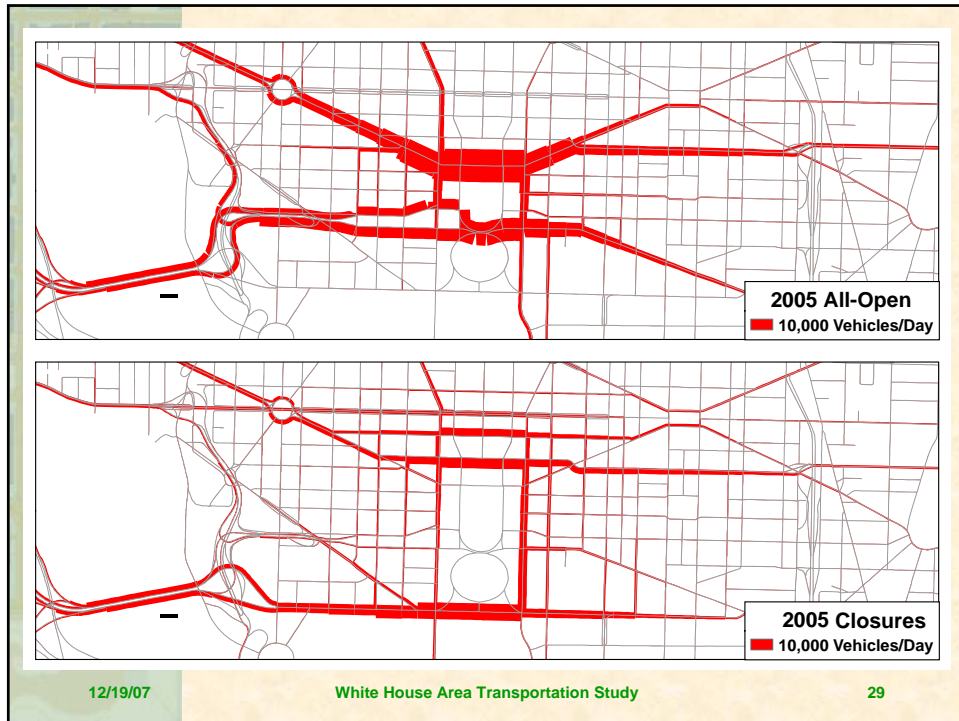 2005 All-Open
10,000 Vehicles/Day
2005 Closures
10,000 Vehicles/Day
12/19/07
White House Area Transportation Study
29